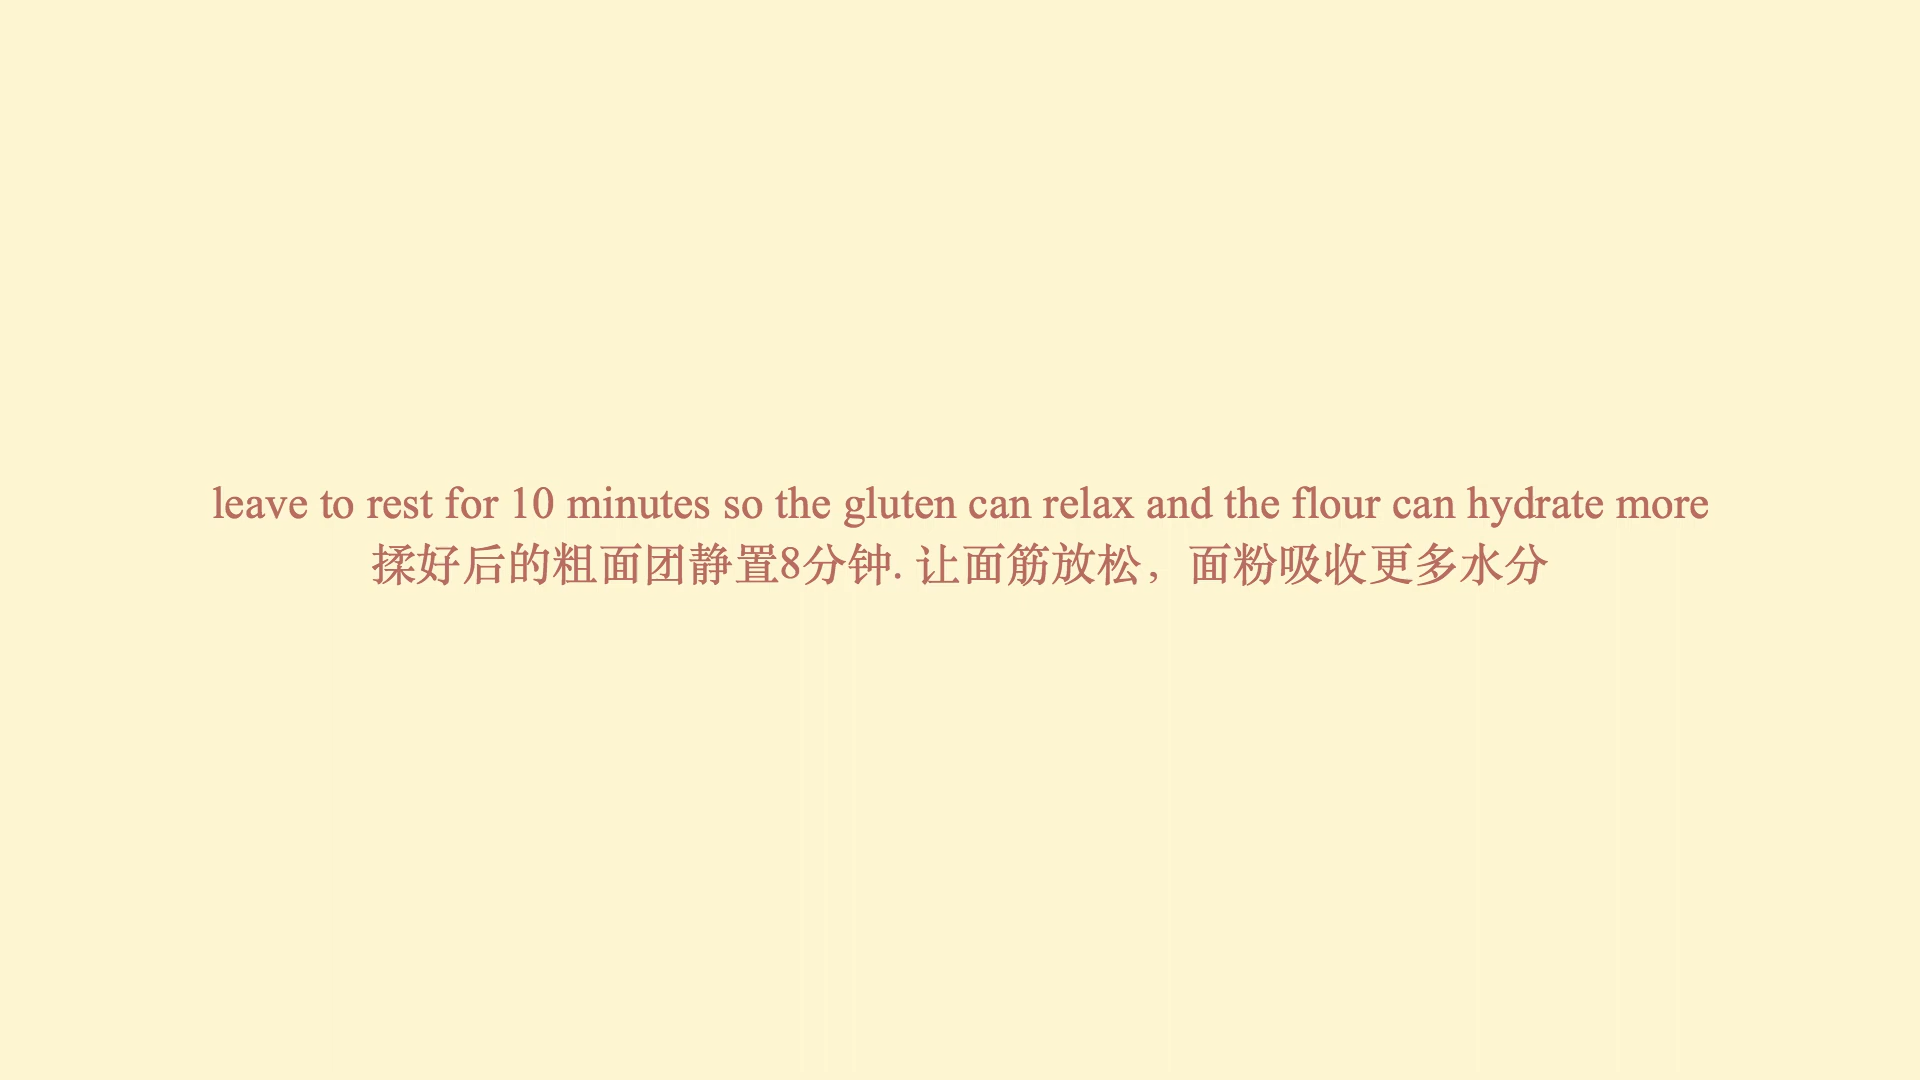 leave to rest for 10 minutes so the gluten can relax and the flour can hydrate more
揉好后的粗面团静置8分钟. 让面筋放松，面粉吸收更多水分